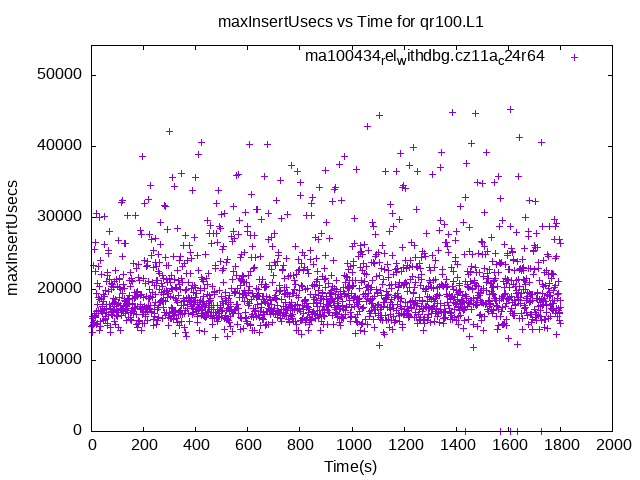 maxInsertUsecs vs Time for qr100.L1
ma100434_rel_withdbg.cz11a_c24r64
50000
40000
30000
20000
10000
0
maxInsertUsecs
0 200 400 600 800 1000 1200 1400 1600 1800 2000
Time(s)